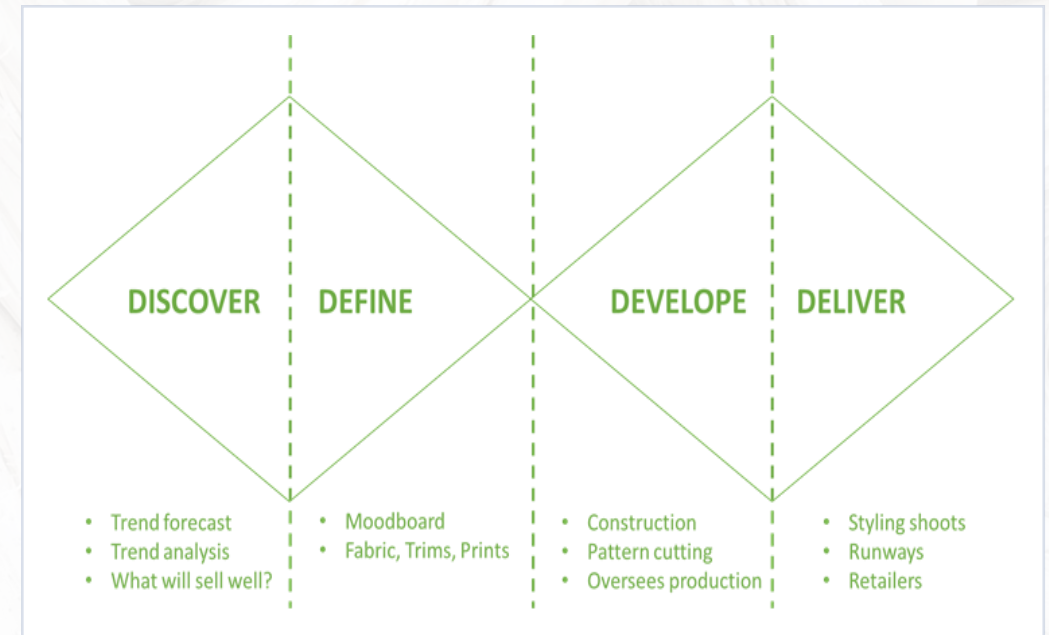 DISCOVER
DEFINE
DEVELOPE
DELIVER
• Trend forecast
• Trend analysis
• What will sell well?
• Moodboard
• Fabric, Trims, Prints
• Construction
• Pattern cutting
• Oversees production
• Styling shoots
• Runways
• Retailers